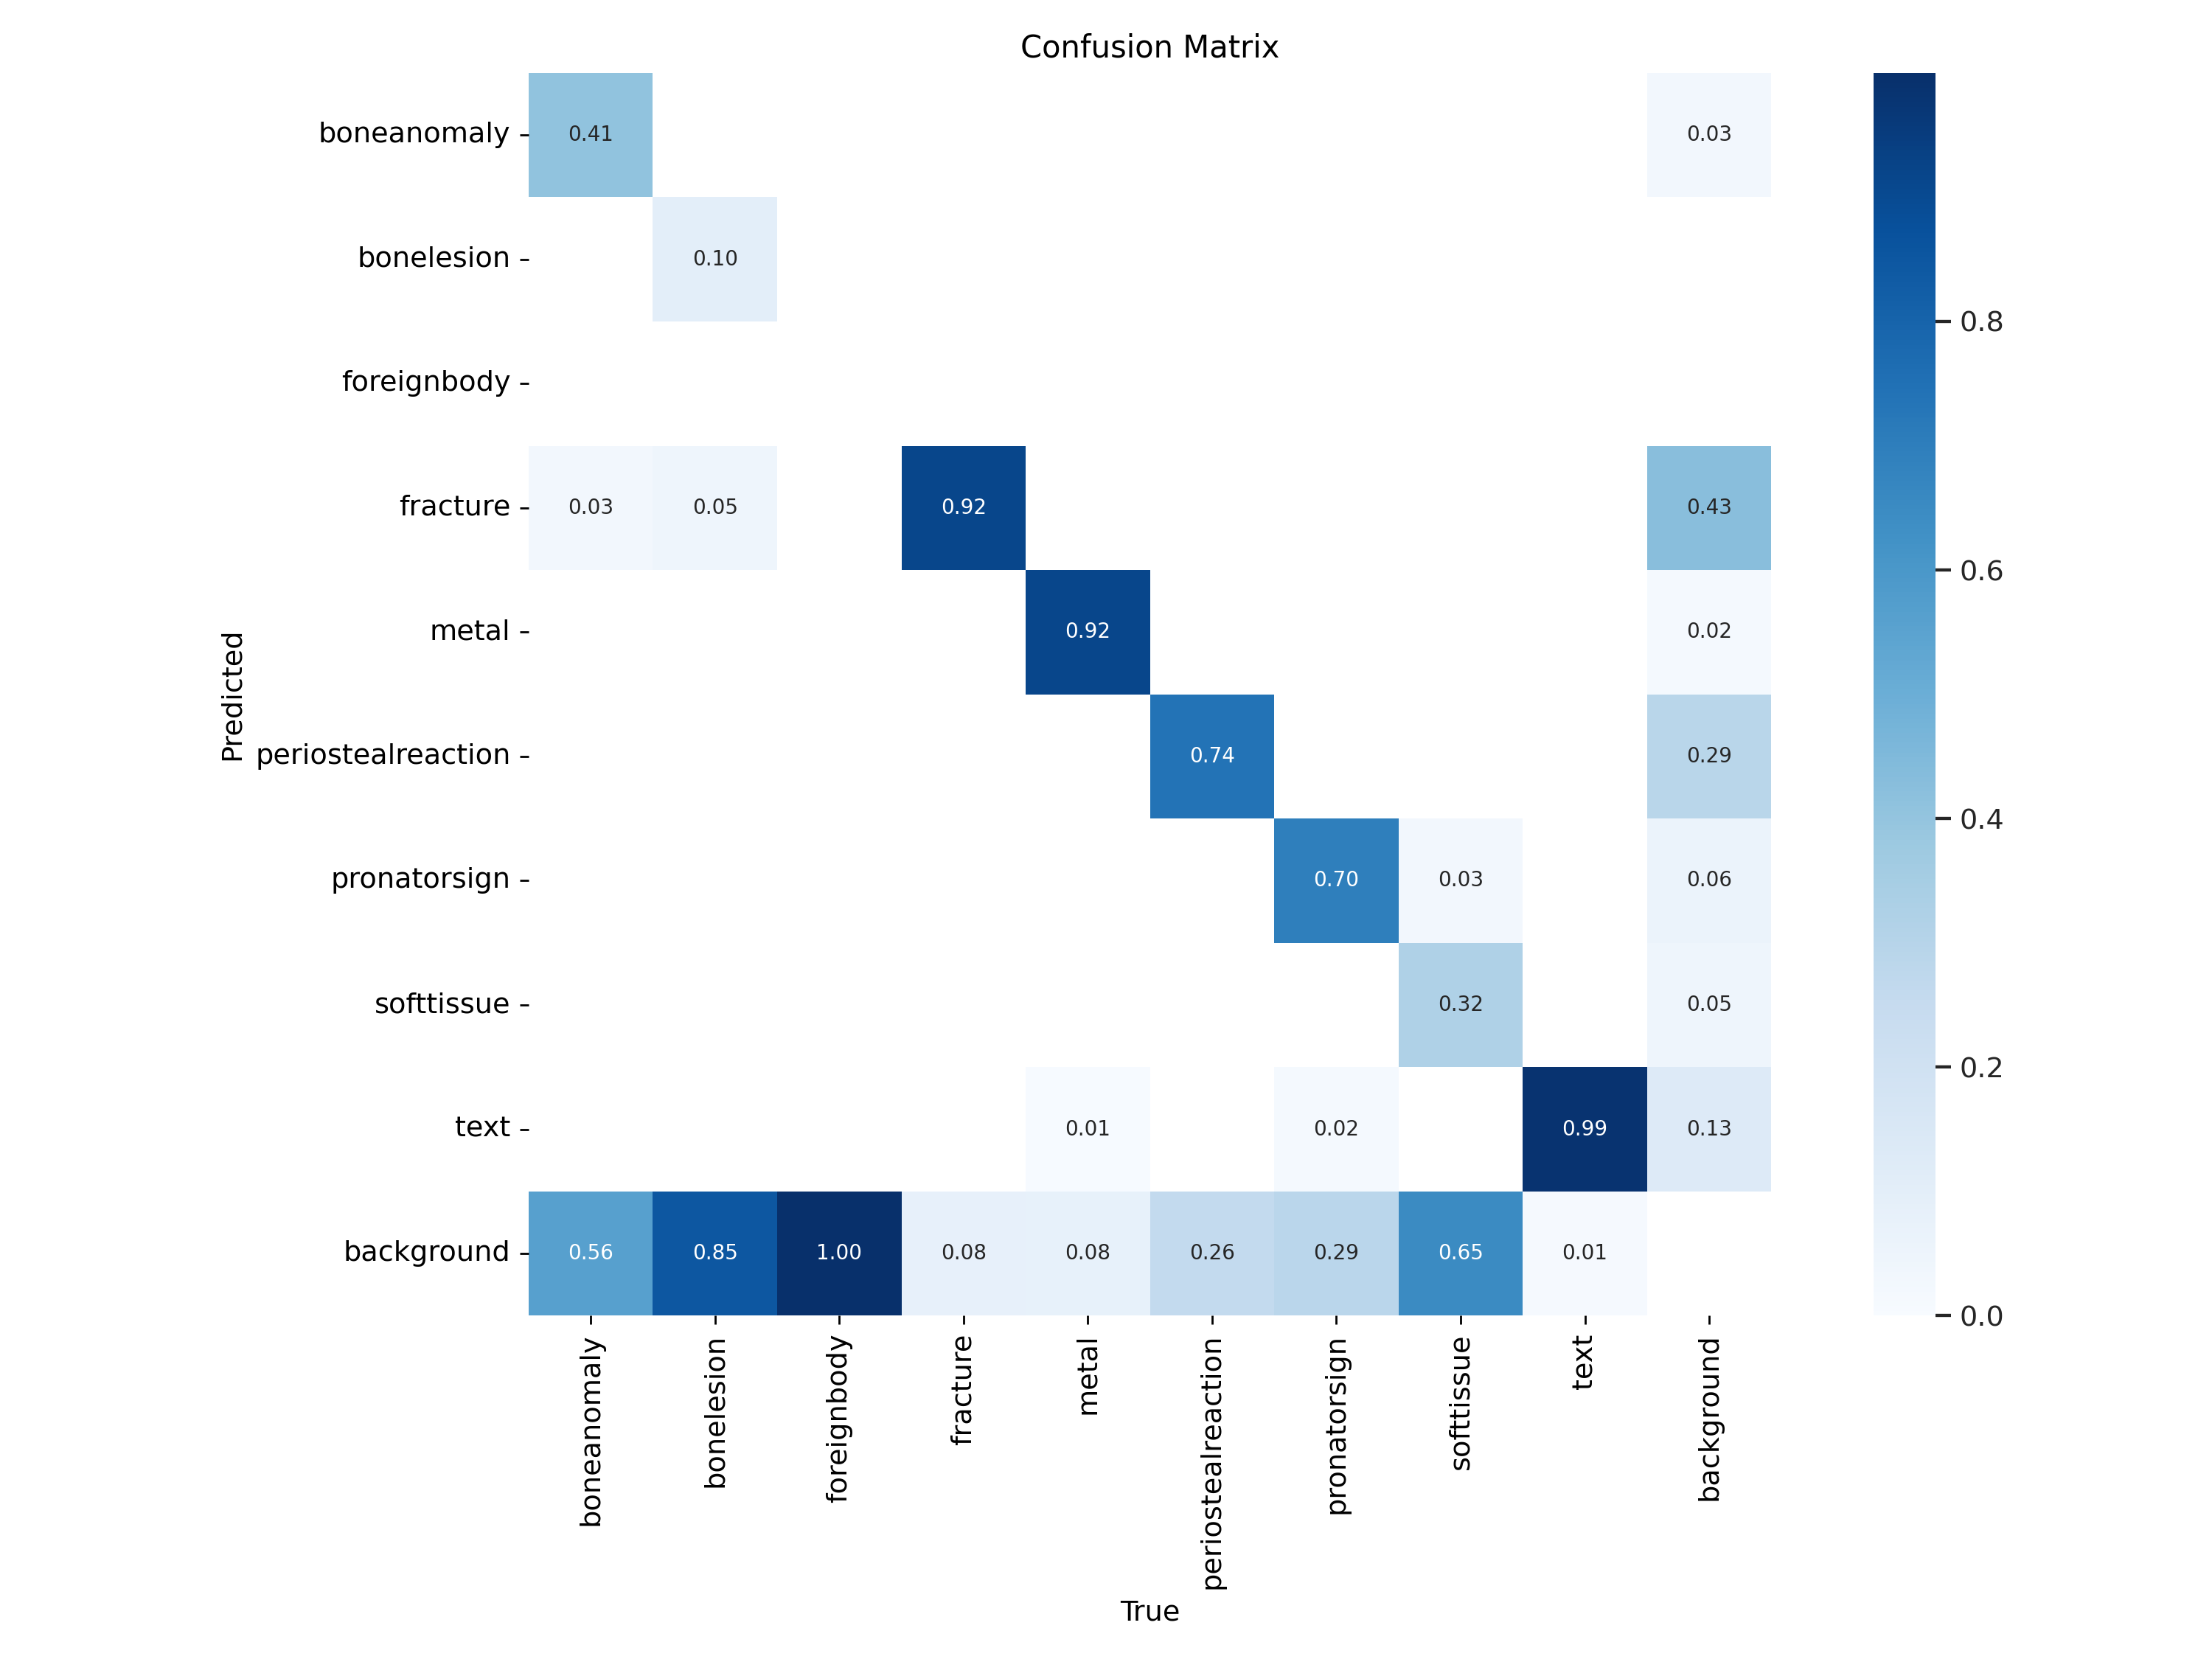 Confusion Matrix
Predicted
boneanomaly 0.41 0.03
bonelesion 0.10
foreignbody
fracture 0.03 0.05 0.92 0.43
metal 0.92 0.02
periostealreaction 0.74 0.29
pronatorsign 0.70 0.03 0.06
softtissue 0.32 0.05
text 0.01 0.02 0.99 0.13
background 0.56 0.85 1.00 0.08 0.08 0.26 0.29 0.65 0.01
boneanomaly
bonelesion
foreignbody
fracture
metal
periostealreaction
pronatorsign
softtissue
text
background
True
0.8
0.6
0.4
0.2
0.0